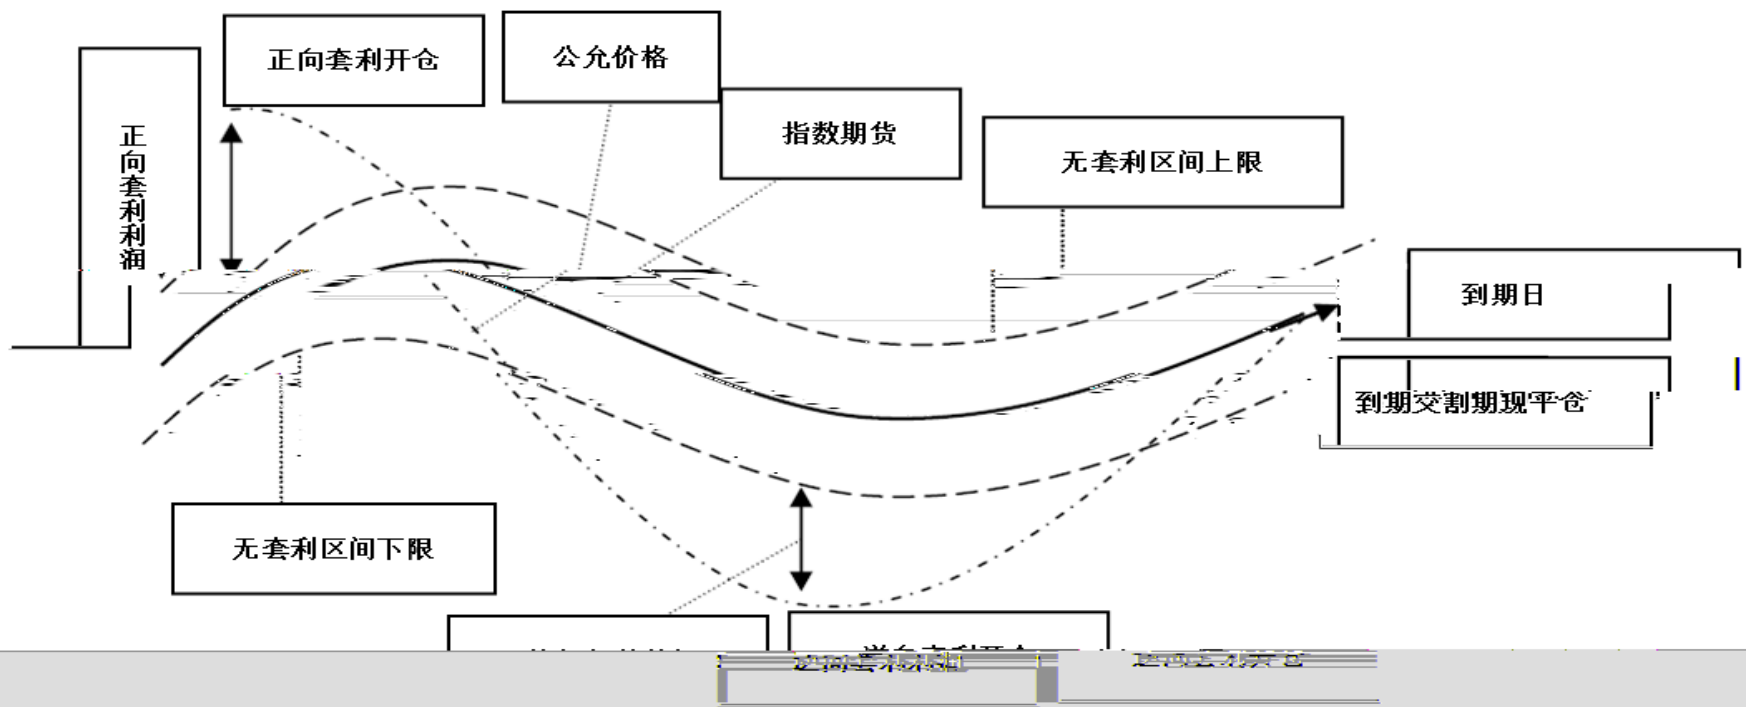 正向套利开仓
公允价格
指数期货
无套利区间上限
正向套利利润
到期日
到期交割期现平仓
无套利区间下限